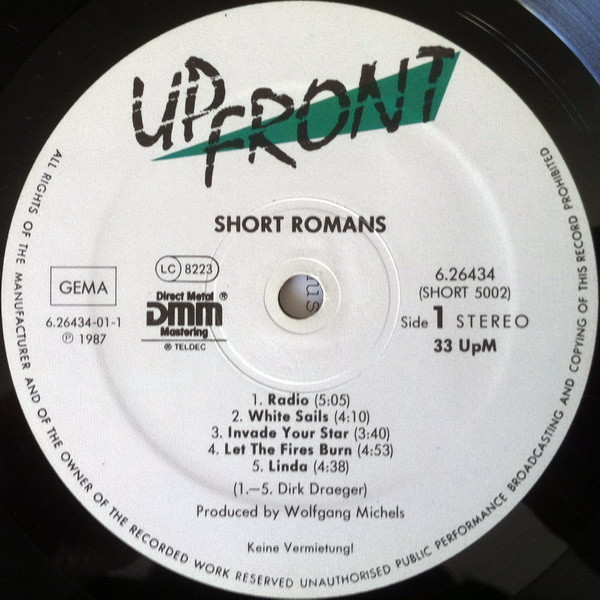 UPFRONT
SHORT ROMANS
LC 8223
GEMA
6.26434-01-1
℗ 1987
Direct Metal ®
DMM
Mastering
® TELDEC
6.26434
(SHORT 5002)
Side 1 STEREO
33 UpM
1. Radio (5:05)
2. White Sails (4:10)
3. Invade Your Star (3:40)
4. Let The Fires Burn (4:53)
5. Linda (4:38)
(1.–5. Dirk Draeger)
Produced by Wolfgang Michels
Keine Vermietung!
ALL RIGHTS OF THE MANUFACTURER AND OF THE OWNER OF THE RECORDED WORK RESERVED UNAUTHORISED PUBLIC PERFORMANCE BROADCASTING AND COPYING OF THIS RECORD PROHIBITED